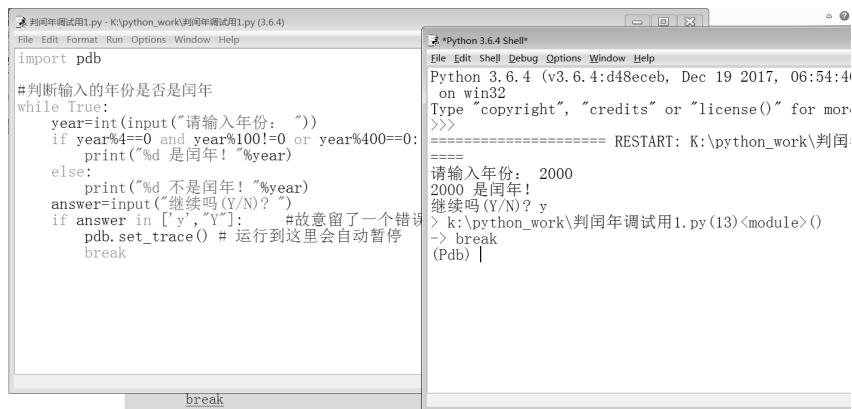 判闰年调试用1.py - K:\python_work\判闰年调试用1.py (3.6.4)
File Edit Format Run Options Window Help
import pdb
#判断输入的年份是否是闰年
while True:
    year=int(input("请输入年份： "))
    if year%4==0 and year%100!=0 or year%400==0:
        print("%d 是闰年！"%year)
    else:
        print("%d 不是闰年！"%year)
    answer=input("继续吗(Y/N)? ")
    if answer in ['y',"Y"]:     #故意留了一个错误
        pdb.set_trace() # 运行到这里会自动暂停
        break
break
*Python 3.6.4 Shell*
File Edit Shell Debug Options Window Help
Python 3.6.4 (v3.6.4:d48eceb, Dec 19 2017, 06:54:4
 on win32
Type "copyright", "credits" or "license()" for mor
>>>
==================== RESTART: K:\python_work\判闰
====
请输入年份： 2000
2000 是闰年！
继续吗(Y/N)? y
> k:\python_work\判闰年调试用1.py(13)<module>()
-> break
(Pdb)